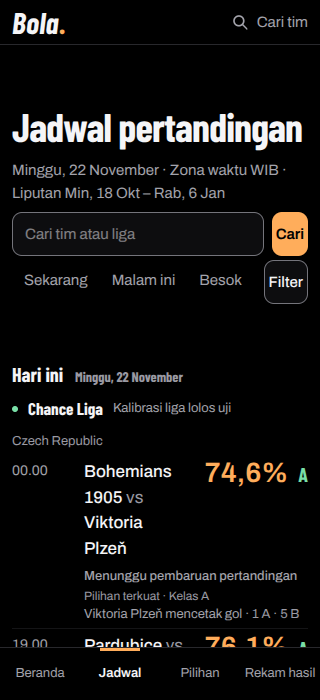 Bola.
Cari tim
Jadwal pertandingan
Minggu, 22 November · Zona waktu WIB ·
Liputan Min, 18 Okt – Rab, 6 Jan
Cari tim atau liga
Cari
Sekarang
Malam ini
Besok
Filter
Hari ini Minggu, 22 November
Chance Liga Kalibrasi liga lolos uji
Czech Republic
00.00
Bohemians
1905 vs
Viktoria
Plzeň
74,6% A
Menunggu pembaruan pertandingan
Pilihan terkuat · Kelas A
Viktoria Plzeň mencetak gol · 1 A · 5 B
19.00
Pardubice vs
76,1% A
Beranda
Jadwal
Pilihan
Rekam hasil